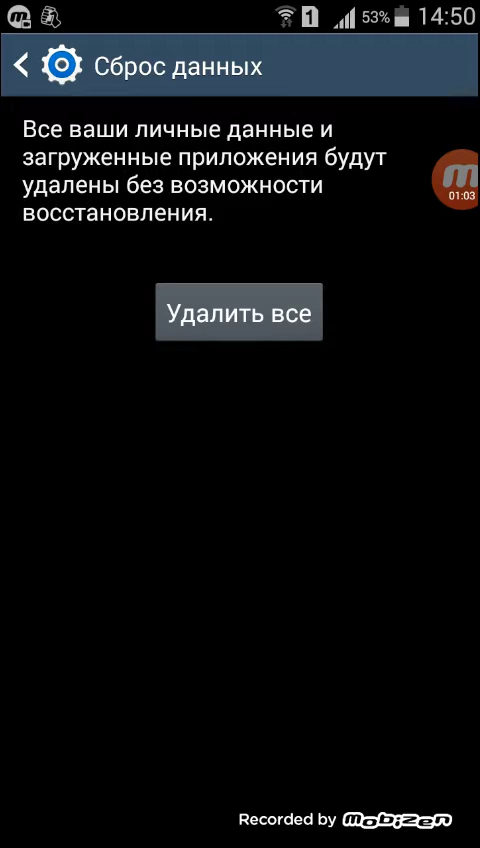 1 53% 14:50
Сброс данных
Все ваши личные данные и
загруженные приложения будут
удалены без возможности
восстановления.
01:03
Удалить все
Recorded by Mobizen